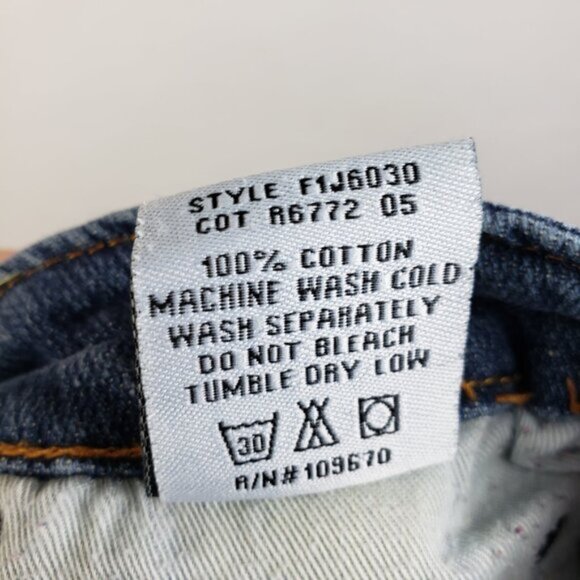 STYLE F1J6030
COT R6772 05
100% COTTON
MACHINE WASH COLD
WASH SEPARATELY
DO NOT BLEACH
TUMBLE DRY LOW
30
R/N#109670